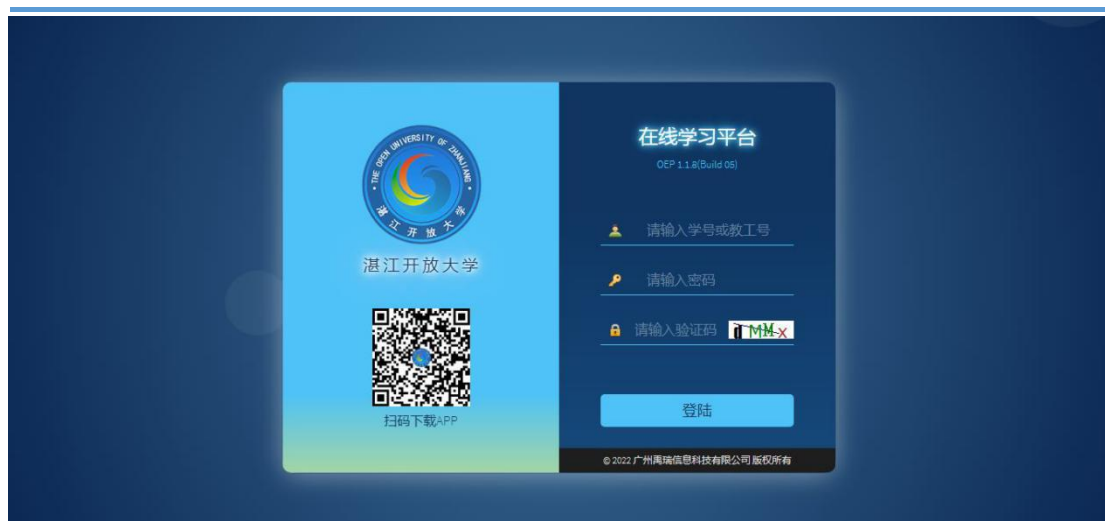 THE OPEN UNIVERSITY OF ZHANJIANG
湛江开放大学
湛江开放大学
扫码下载APP
在线学习平台
OEP 1.1.8(Build 05)
请输入学号或教工号
请输入密码
请输入验证码
登陆
© 2022 广州禹瑞信息科技有限公司 版权所有